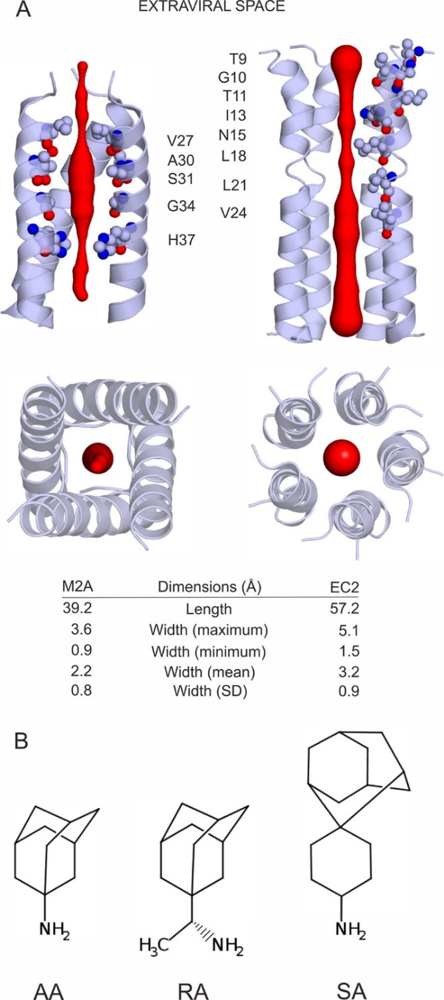 A
EXTRAVIRAL SPACE
V27
A30
S31
G34
H37
T9
G10
T11
I13
N15
L18
L21
V24
M2A Dimensions (Å) EC2
39.2 Length 57.2
3.6 Width (maximum) 5.1
0.9 Width (minimum) 1.5
2.2 Width (mean) 3.2
0.8 Width (SD) 0.9
B
NH2
H3C NH2
NH2
AA RA SA